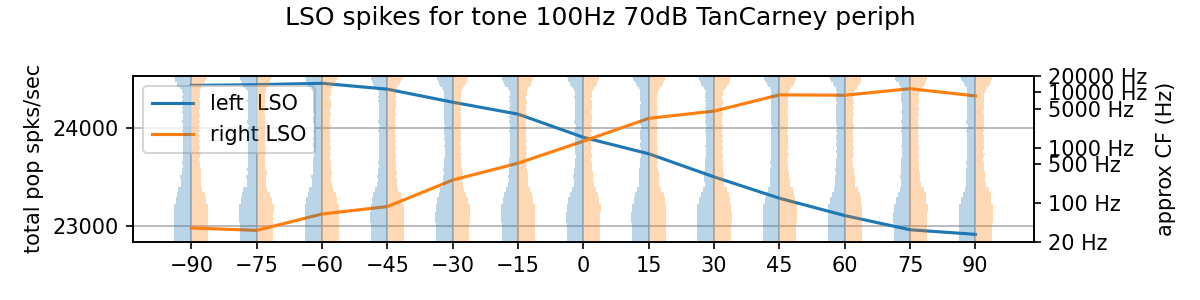 LSO spikes for tone 100Hz 70dB TanCarney periph
total pop spks/sec
24000
23000
left LSO
right LSO
20000 Hz
10000 Hz
5000 Hz
1000 Hz
500 Hz
100 Hz
20 Hz
approx CF (Hz)
−90 −75 −60 −45 −30 −15 0 15 30 45 60 75 90